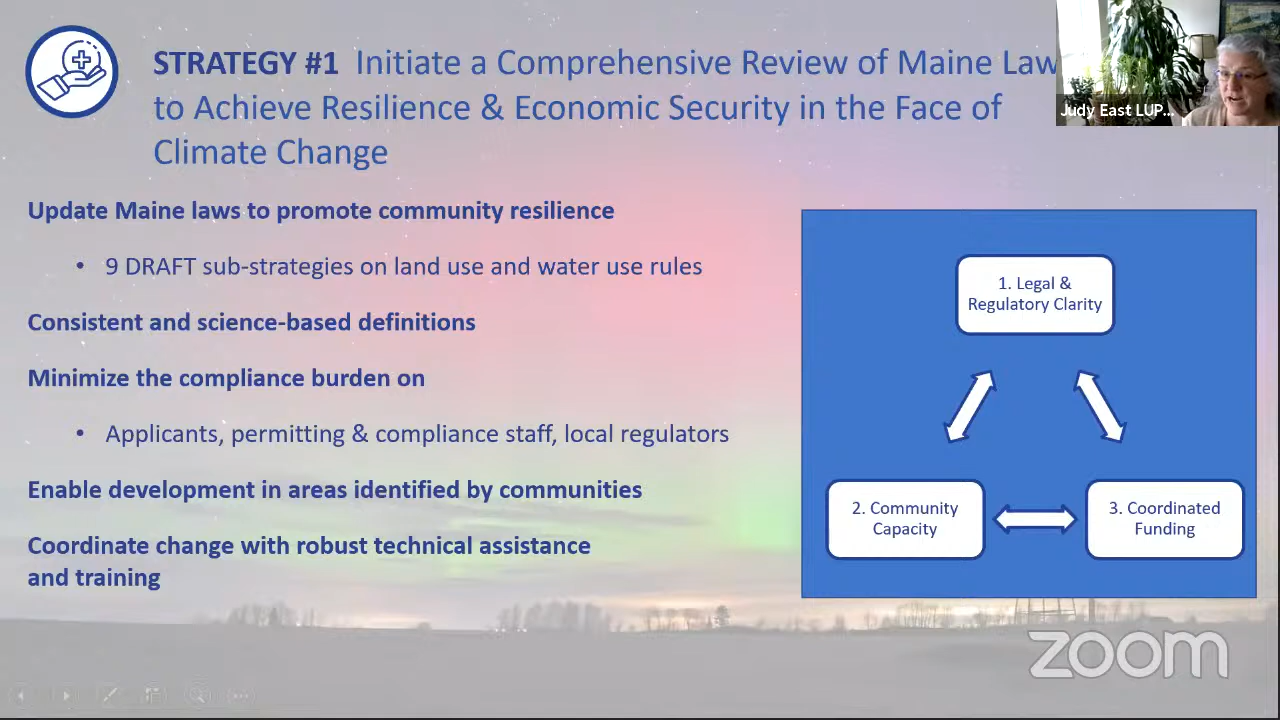 STRATEGY #1 Initiate a Comprehensive Review of Maine Law
to Achieve Resilience & Economic Security in the Face of
Climate Change
Judy East LUP...
Update Maine laws to promote community resilience
• 9 DRAFT sub-strategies on land use and water use rules
Consistent and science-based definitions
Minimize the compliance burden on
• Applicants, permitting & compliance staff, local regulators
Enable development in areas identified by communities
Coordinate change with robust technical assistance
and training
1. Legal &
Regulatory Clarity
2. Community
Capacity
3. Coordinated
Funding
zoom